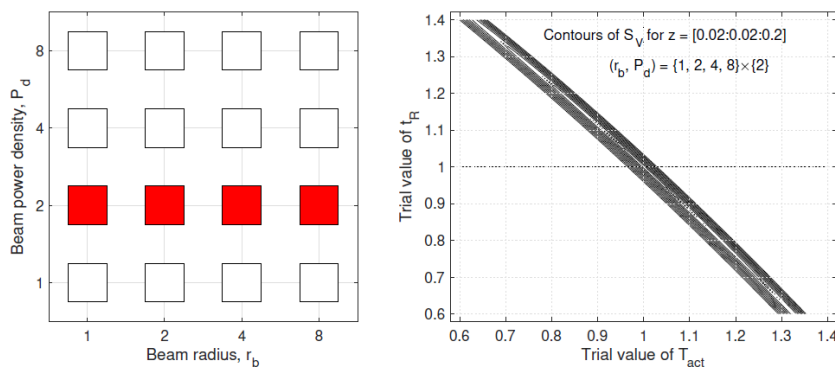 Beam power density, P_d
8
4
2
1
1 2 4 8
Beam radius, r_b
Contours of S_V for z = [0.02:0.02:0.2]
(r_b, P_d) = {1, 2, 4, 8}×{2}
Trial value of t_R
1.4
1.3
1.2
1.1
1
0.9
0.8
0.7
0.6
0.6 0.7 0.8 0.9 1 1.1 1.2 1.3 1.4
Trial value of T_act